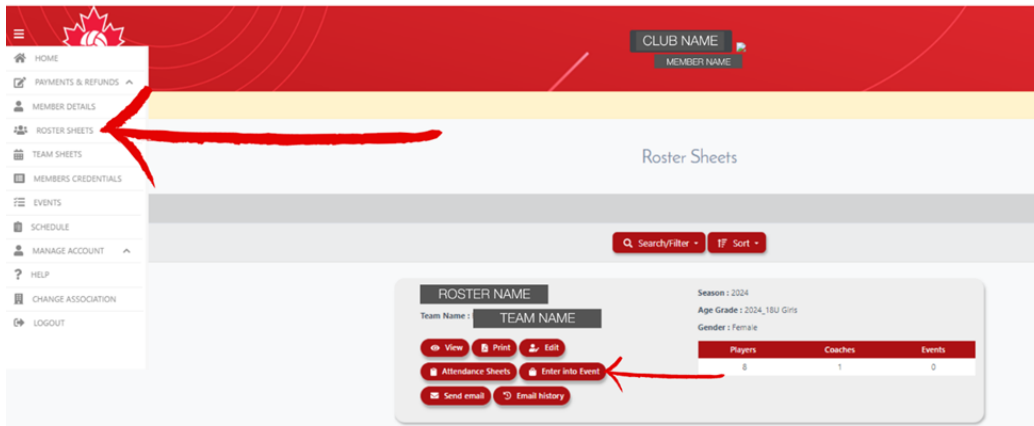 CLUB NAME
MEMBER NAME
HOME
PAYMENTS & REFUNDS
MEMBER DETAILS
ROSTER SHEETS
TEAM SHEETS
MEMBERS CREDENTIALS
EVENTS
SCHEDULE
MANAGE ACCOUNT
? HELP
CHANGE ASSOCIATION
LOGOUT
Roster Sheets
Search/Filter
Sort
ROSTER NAME
Team Name :
TEAM NAME
View
Print
Edit
Attendance Sheets
Enter into Event
Send email
Email history
Season : 2024
Age Grade : 2024_18U Girls
Gender : Female
Players Coaches Events
8 1 0